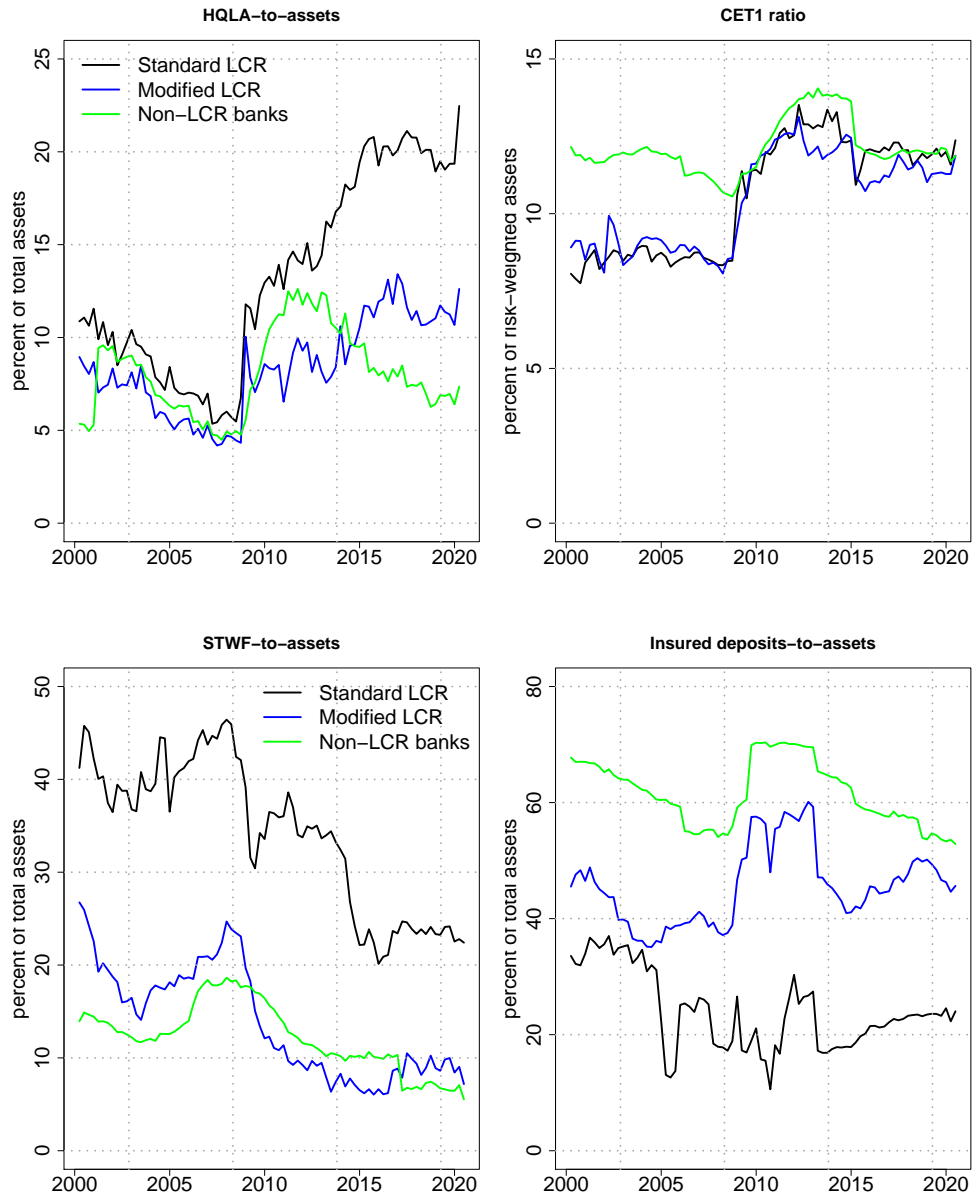 HQLA−to−assets
percent of total assets
25
20
15
10
5
0
Standard LCR
Modified LCR
Non−LCR banks
2000 2005 2010 2015 2020
CET1 ratio
percent of risk−weighted assets
15
10
5
0
2000 2005 2010 2015 2020
STWF−to−assets
percent of total assets
50
40
30
20
10
0
Standard LCR
Modified LCR
Non−LCR banks
2000 2005 2010 2015 2020
Insured deposits−to−assets
percent of total assets
80
60
40
20
0
2000 2005 2010 2015 2020